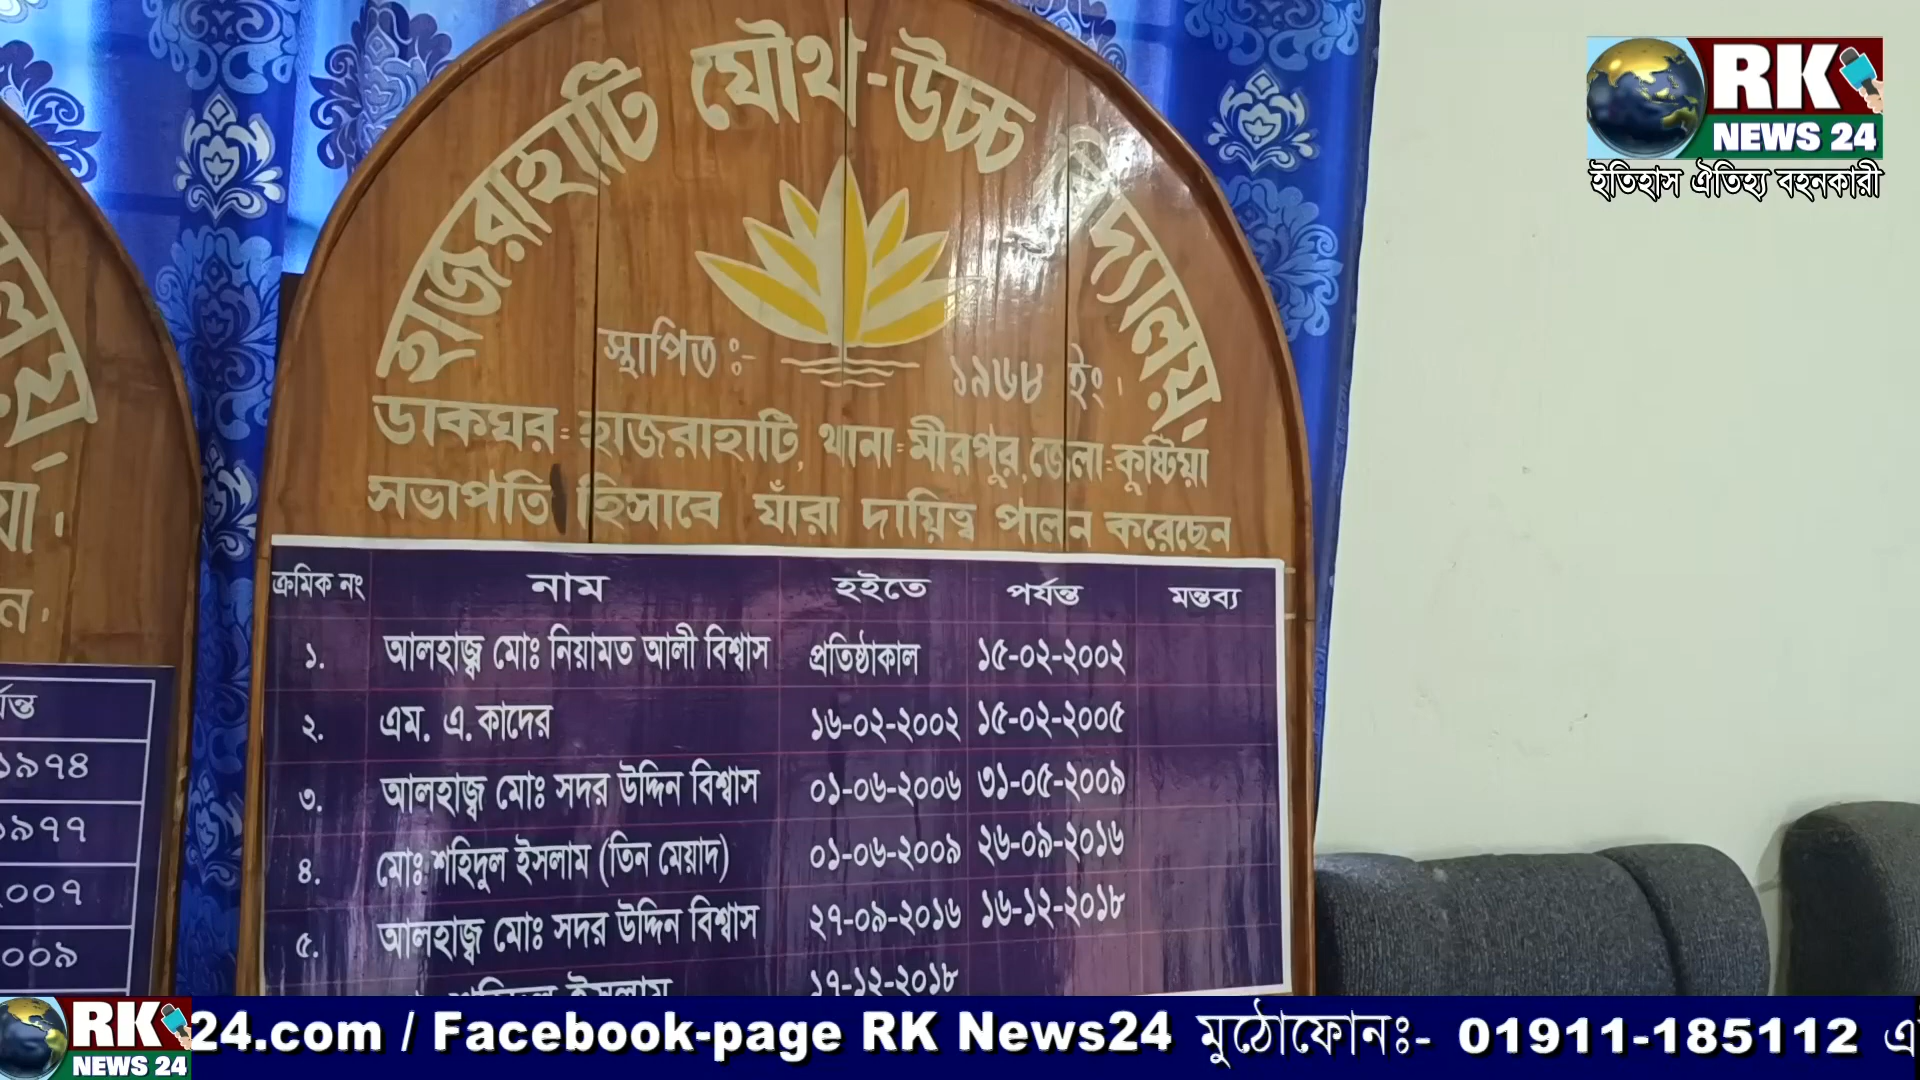 হাজরাহাটি যৌথ-উচ্চ বিদ্যালয়
স্থাপিত ঃ- ১৯৬৮ ইং।
ডাকঘর=হাজরাহাটি, থানা=মীরপুর, জেলা=কুষ্টিয়া
সভাপতি হিসাবে যাঁরা দায়িত্ব পালন করেছেন
ক্রমিক নং নাম হইতে পর্যন্ত মন্তব্য
১. আলহাজ্ব মোঃ নিয়ামত আলী বিশ্বাস প্রতিষ্ঠাকাল ১৫-০২-২০০২
২. এম. এ. কাদের ১৬-০২-২০০২ ১৫-০২-২০০৫
৩. আলহাজ্ব মোঃ সদর উদ্দিন বিশ্বাস ০১-০৬-২০০৬ ৩১-০৫-২০০৯
৪. মোঃ শহিদুল ইসলাম (তিন মেয়াদ) ০১-০৬-২০০৯ ২৬-০৯-২০১৬
৫. আলহাজ্ব মোঃ সদর উদ্দিন বিশ্বাস ২৭-০৯-২০১৬ ১৬-১২-২০১৮
শহিদুল ইসলাম ১৭-১২-২০১৮
১৯৭৪
১৯৭৭
২০০৭
২০০৯
RK
NEWS 24
ইতিহাস ঐতিহ্য বহনকারী
RK
NEWS 24
24.com / Facebook-page RK News24 মুঠোফোনঃ- 01911-185112